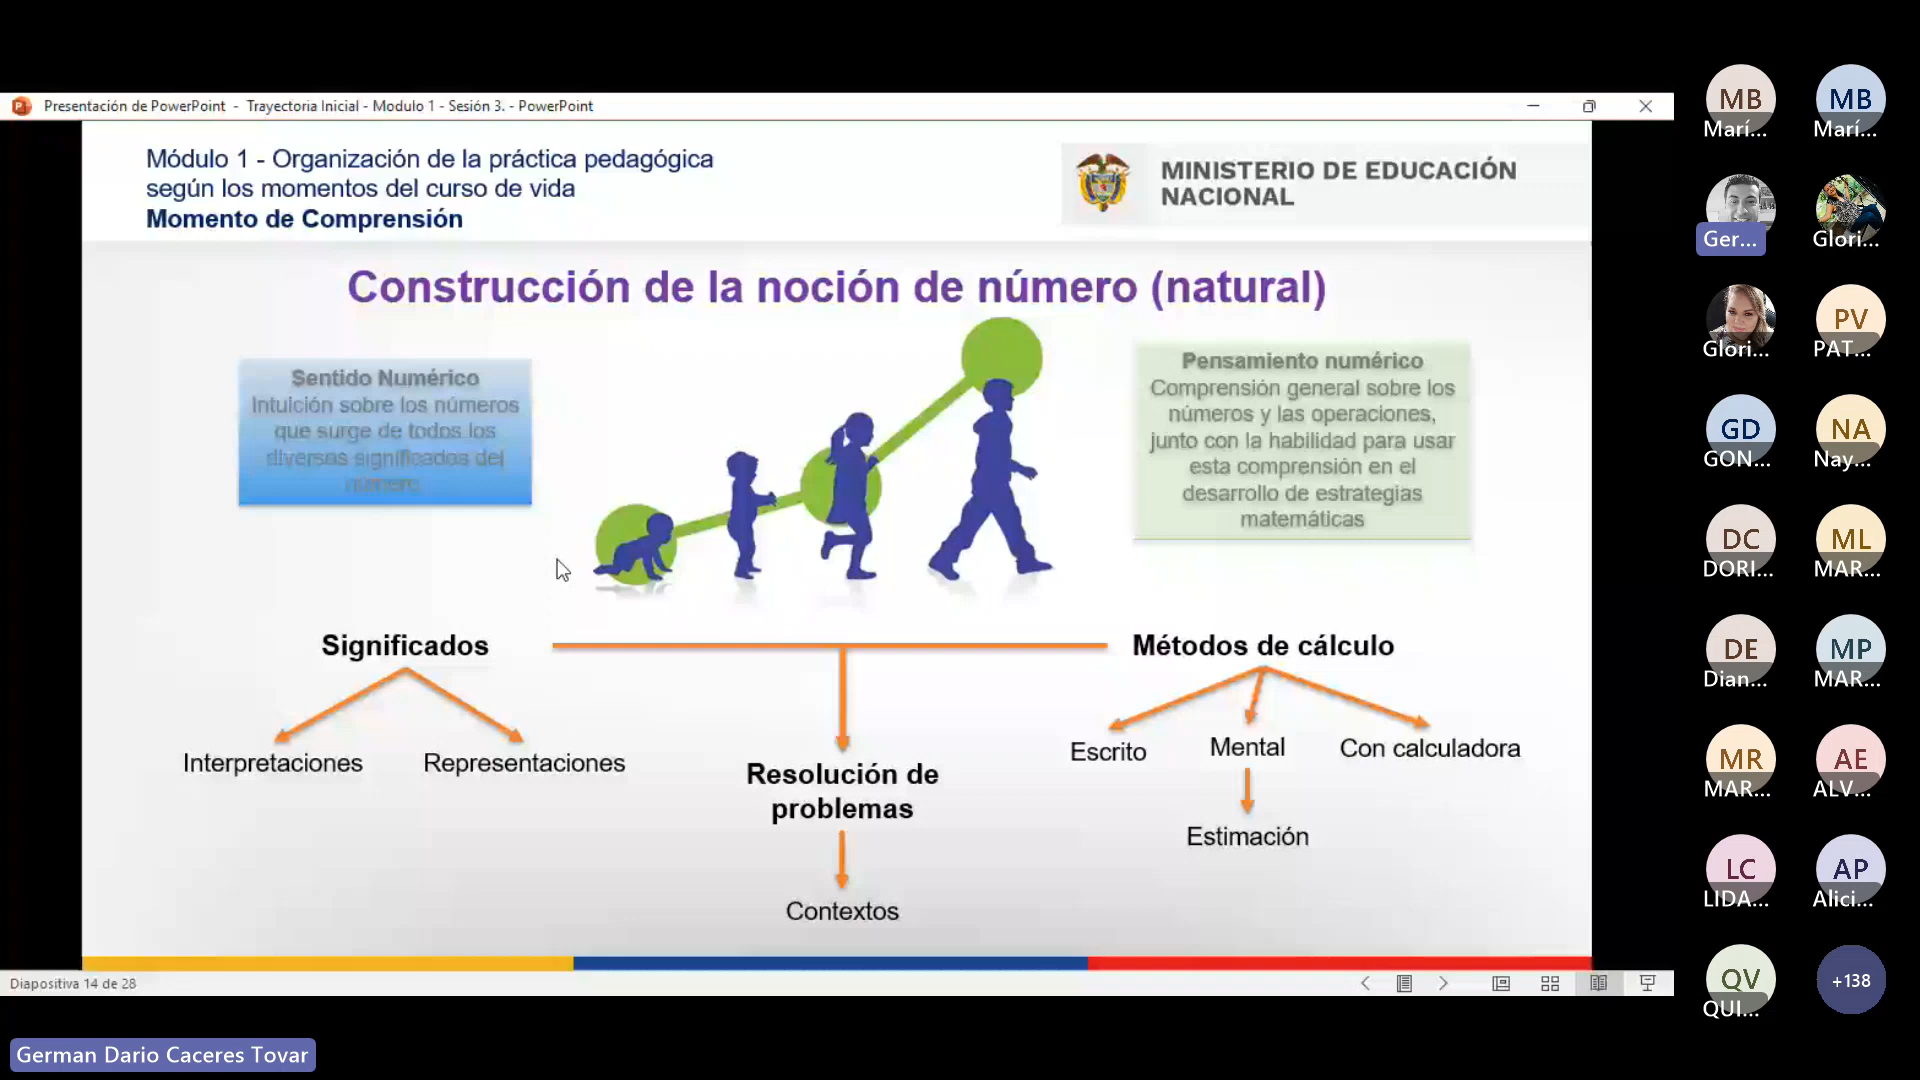 Presentación de PowerPoint - Trayectoria Inicial - Modulo 1 - Sesión 3. - PowerPoint
Módulo 1 - Organización de la práctica pedagógica
según los momentos del curso de vida
Momento de Comprensión
MINISTERIO DE EDUCACIÓN
NACIONAL
Construcción de la noción de número (natural)
Sentido Numérico
Intuición sobre los números
que surge de todos los
diversos significados del
número
Pensamiento numérico
Comprensión general sobre los
números y las operaciones,
junto con la habilidad para usar
esta comprensión en el
desarrollo de estrategias
matemáticas
Significados
Interpretaciones
Representaciones
Resolución de
problemas
Contextos
Métodos de cálculo
Escrito
Mental
Con calculadora
Estimación
Diapositiva 14 de 28
German Dario Caceres Tovar
MB
Marí...
MB
Marí...
Ger...
Glori...
Glori...
PV
PAT...
GD
GON...
NA
Nay...
DC
DORI...
ML
MAR...
DE
Dian...
MP
MAR...
MR
MAR...
AE
ALV...
LC
LIDA...
AP
Alici...
QV
QUI...
+138